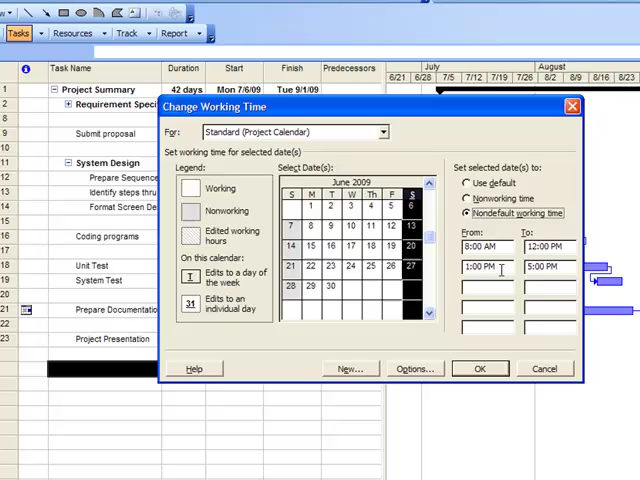 Tasks Resources Track Report
Task Name Duration Start Finish Predecessors
July August
6/21 6/28 7/5 7/12 7/19 7/26 8/2 8/9 8/16 8/23
1 Project Summary 42 days Mon 7/6/09 Tue 9/1/09
2 Requirement Speci
8
9 Submit proposal
11 System Design
12 Prepare Sequence
13 Identify steps thru
14 Format Screen De
16 Coding programs
18 Unit Test
19 System Test
21 Prepare Documentatio
23 Project Presentation
Change Working Time
For: Standard (Project Calendar)
Set working time for selected date(s)
Legend:
Working
Nonworking
Edited working
hours
On this calendar:
T Edits to a day of
the week
31 Edits to an
individual day
Select Date(s):
June 2009
S M T W Th F S
1 2 3 4 5 6
7 8 9 10 11 12 13
14 15 16 17 18 19 20
21 22 23 24 25 26 27
28 29 30
Set selected date(s) to:
Use default
Nonworking time
Nondefault working time
From: To:
8:00 AM 12:00 PM
1:00 PM 5:00 PM
Help New... Options... OK Cancel